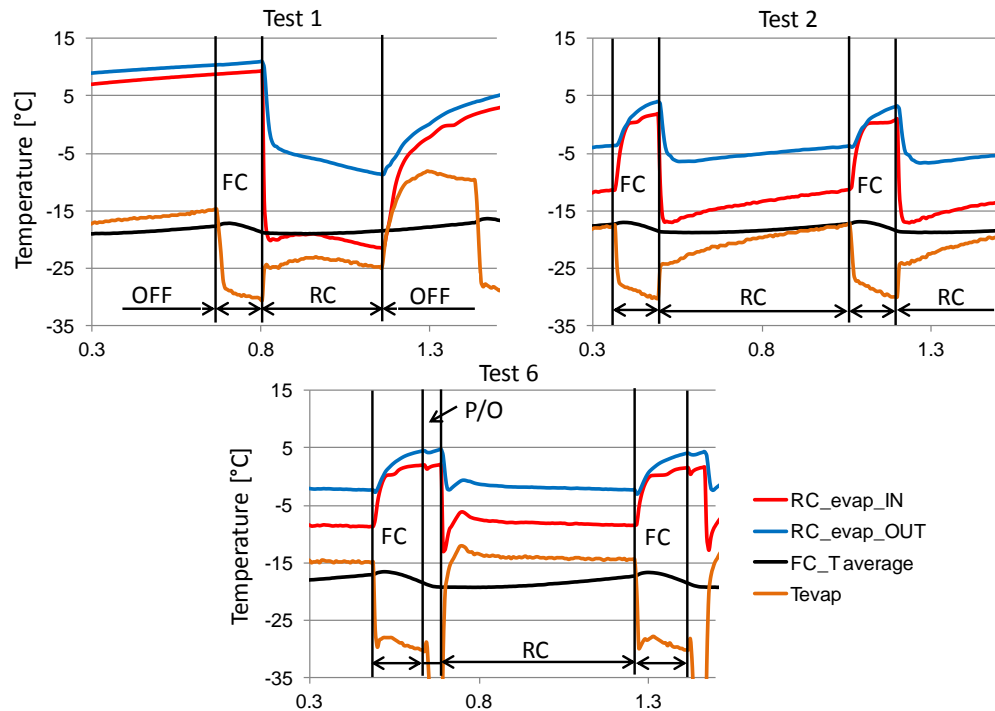 Test 1
Test 2
Temperature [°C]
15
5
-5
-15
-25
-35
FC
OFF
RC
OFF
0.3
0.8
1.3
15
5
-5
-15
-25
-35
FC
FC
RC
RC
0.3
0.8
1.3
Test 6
P/O
Temperature [°C]
15
5
-5
-15
-25
-35
FC
FC
RC
0.3
0.8
1.3
RC_evap_IN
RC_evap_OUT
FC_T average
Tevap